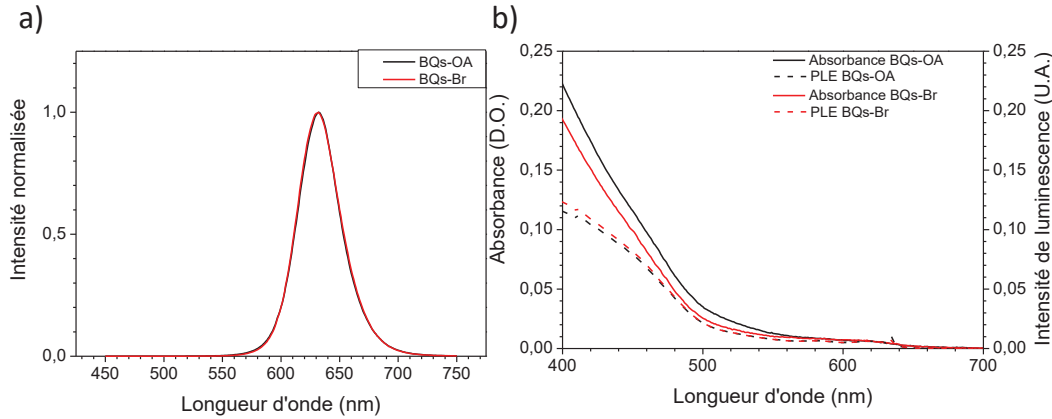 a)
BQs-OA
BQs-Br
1,0
0,5
0,0
Intensité normalisée
450 500 550 600 650 700 750
Longueur d'onde (nm)
b)
Absorbance BQs-OA
PLE BQs-OA
Absorbance BQs-Br
PLE BQs-Br
0,25
0,20
0,15
0,10
0,05
0,00
Absorbance (D.O.)
0,25
0,20
0,15
0,10
0,05
0,00
Intensité de luminescence (U.A.)
400 500 600 700
Longueur d'onde (nm)